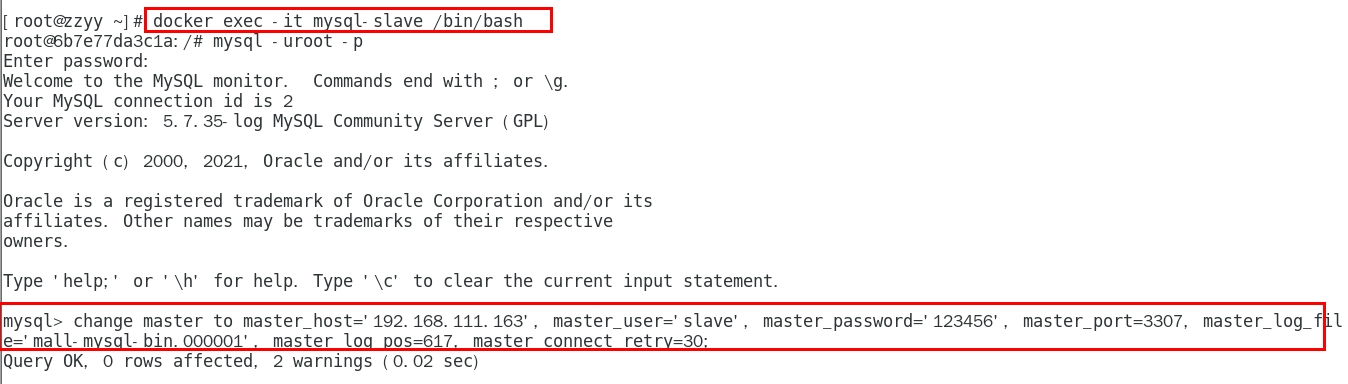 [root@zzyy ~]# docker exec -it mysql-slave /bin/bash
root@6b7e77da3c1a:/# mysql -uroot -p
Enter password:
Welcome to the MySQL monitor.  Commands end with ; or \g.
Your MySQL connection id is 2
Server version: 5.7.35-log MySQL Community Server (GPL)
Copyright (c) 2000, 2021, Oracle and/or its affiliates.
Oracle is a registered trademark of Oracle Corporation and/or its
affiliates. Other names may be trademarks of their respective
owners.
Type 'help;' or '\h' for help. Type '\c' to clear the current input statement.
mysql> change master to master_host='192.168.111.163', master_user='slave', master_password='123456', master_port=3307, master_log_fil
e='mall-mysql-bin.000001', master_log_pos=617, master_connect_retry=30;
Query OK, 0 rows affected, 2 warnings (0.02 sec)